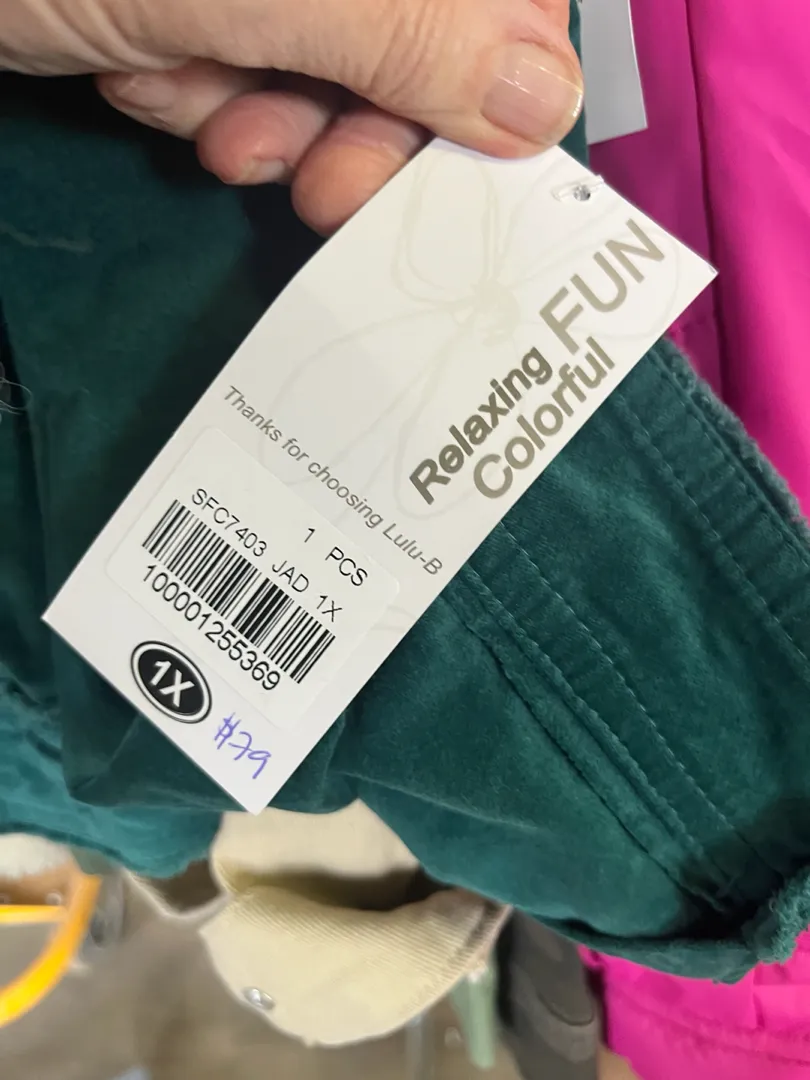 Relaxing FUN
Colorful
Thanks for choosing Lulu-B
1 PCS
SFC7403 JAD 1X
100001255369
1X
$79